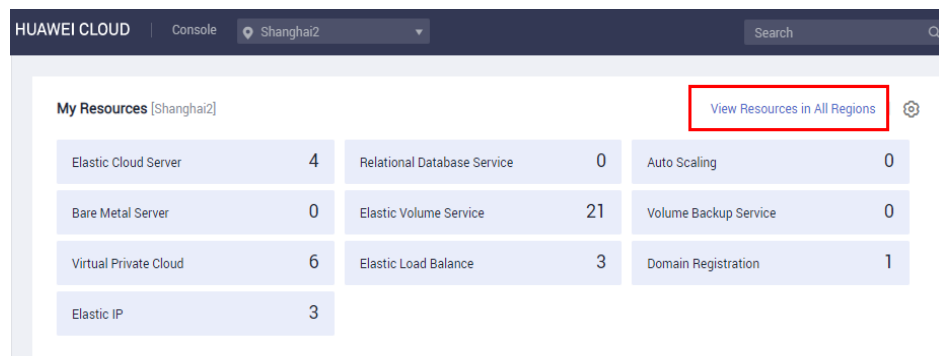 HUAWEI CLOUD Console Shanghai2 Search
My Resources [Shanghai2] View Resources in All Regions
Elastic Cloud Server 4 Relational Database Service 0 Auto Scaling 0
Bare Metal Server 0 Elastic Volume Service 21 Volume Backup Service 0
Virtual Private Cloud 6 Elastic Load Balance 3 Domain Registration 1
Elastic IP 3